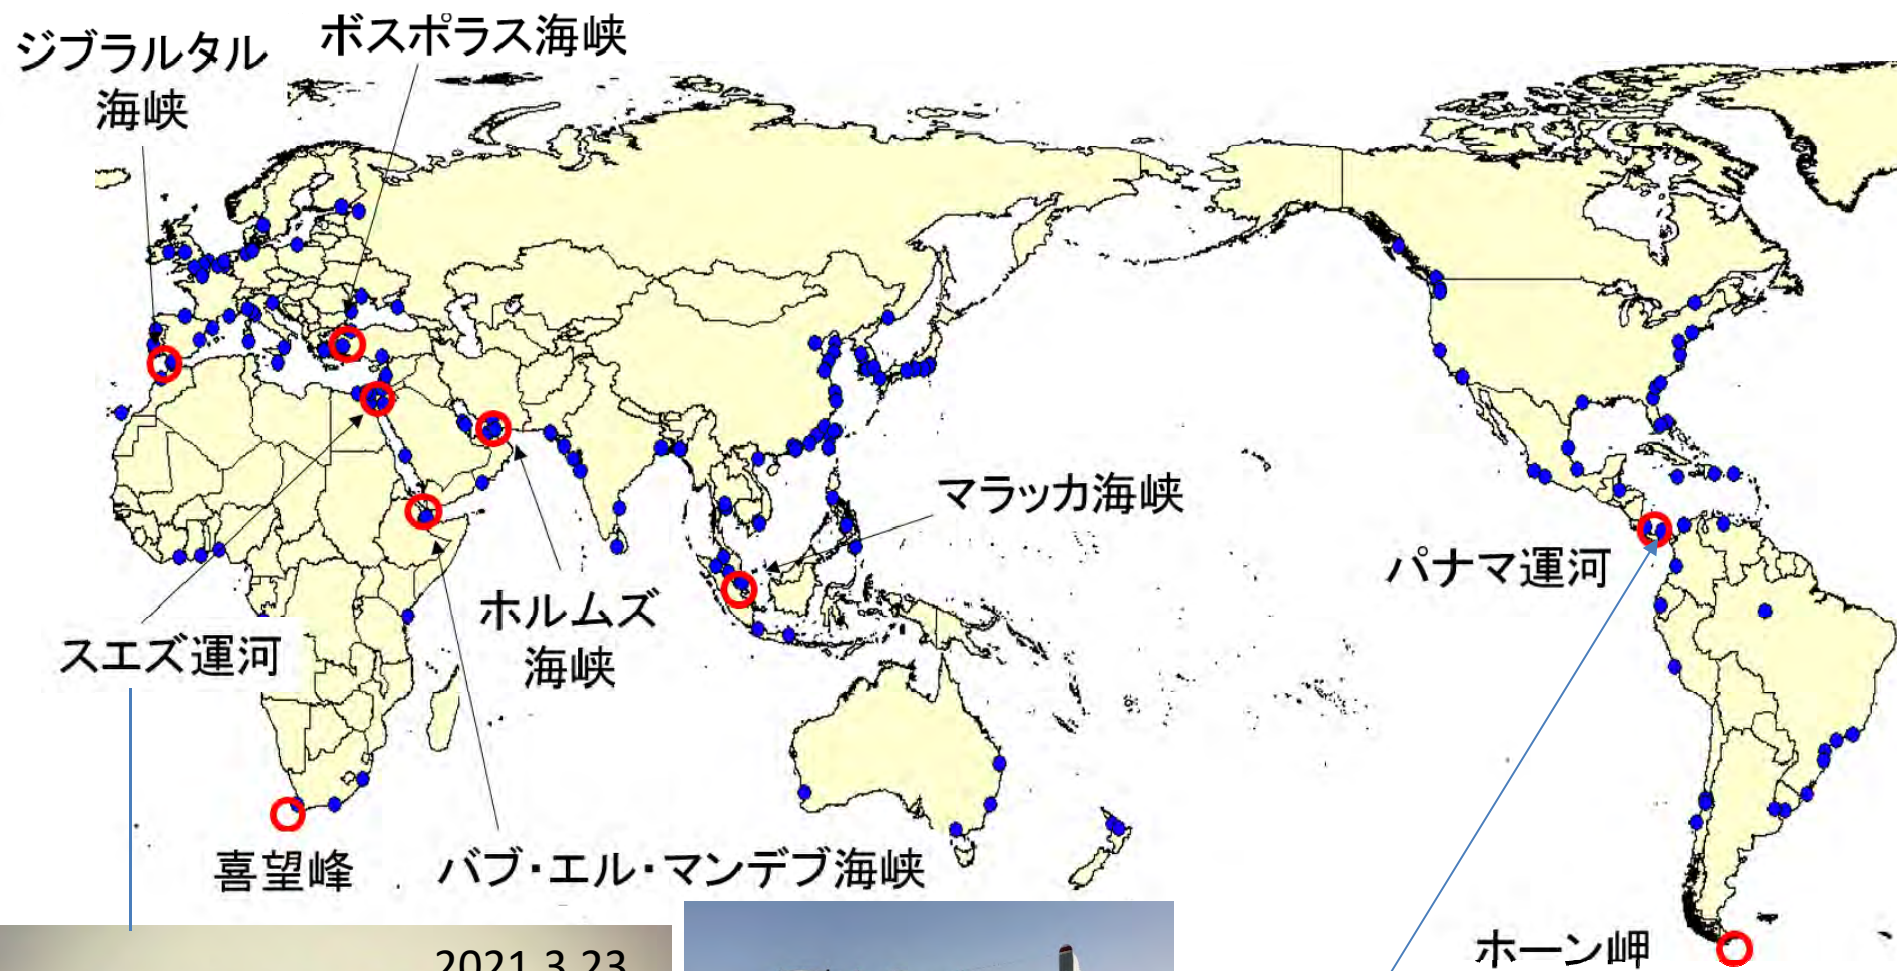 ジブラルタル
海峡
ボスポラス海峡
マラッカ海峡
パナマ運河
ホルムズ
海峡
スエズ運河
喜望峰
バブ・エル・マンデブ海峡
ホーン岬
2021.3.23